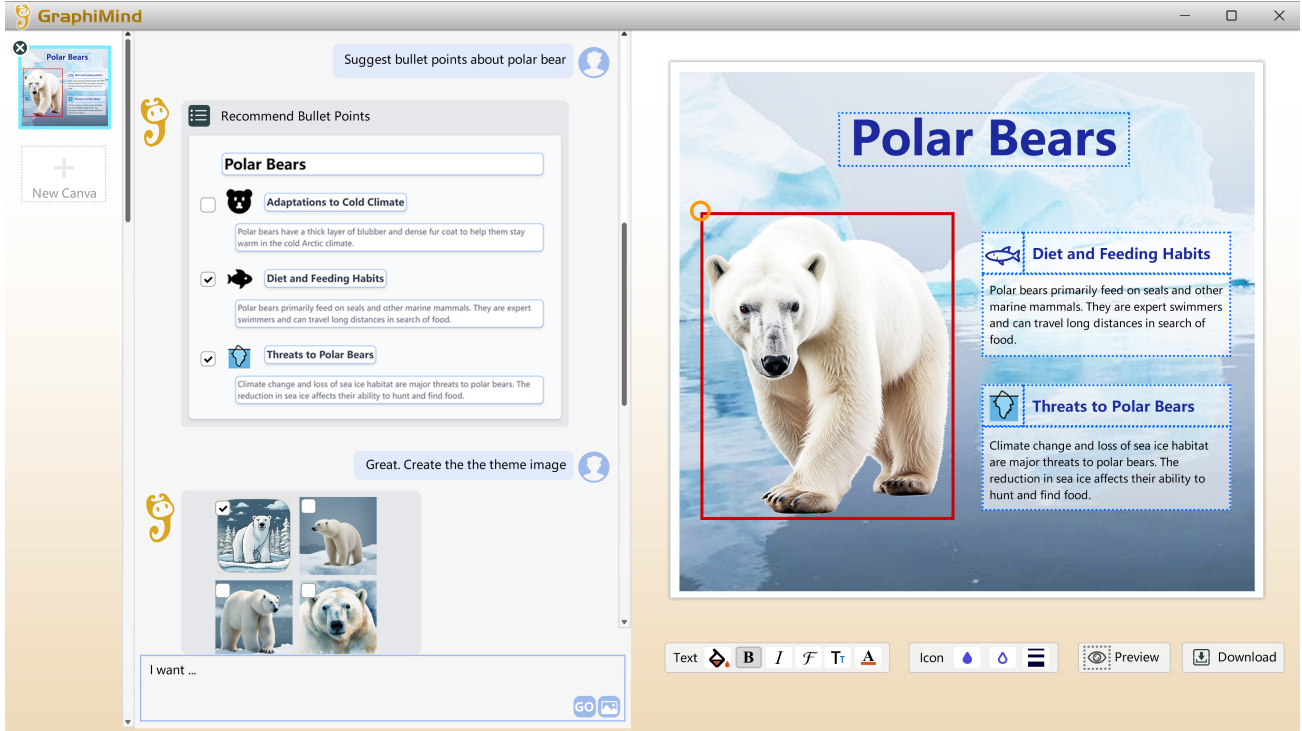 GraphiMind
Polar Bears
Diet and Feeding Habits
Threats to Polar Bears
New Canva
Suggest bullet points about polar bear
Recommend Bullet Points
Polar Bears
Adaptations to Cold Climate
Polar bears have a thick layer of blubber and dense fur coat to help them stay
warm in the cold Arctic climate.
Diet and Feeding Habits
Polar bears primarily feed on seals and other marine mammals. They are expert
swimmers and can travel long distances in search of food.
Threats to Polar Bears
Climate change and loss of sea ice habitat are major threats to polar bears. The
reduction in sea ice affects their ability to hunt and find food.
Great. Create the the theme image
I want ...
GO
Polar Bears
Diet and Feeding Habits
Polar bears primarily feed on seals and other
marine mammals. They are expert swimmers
and can travel long distances in search of
food.
Threats to Polar Bears
Climate change and loss of sea ice habitat
are major threats to polar bears. The
reduction in sea ice affects their ability to
hunt and find food.
Text B I F TT A
Icon
Preview
Download